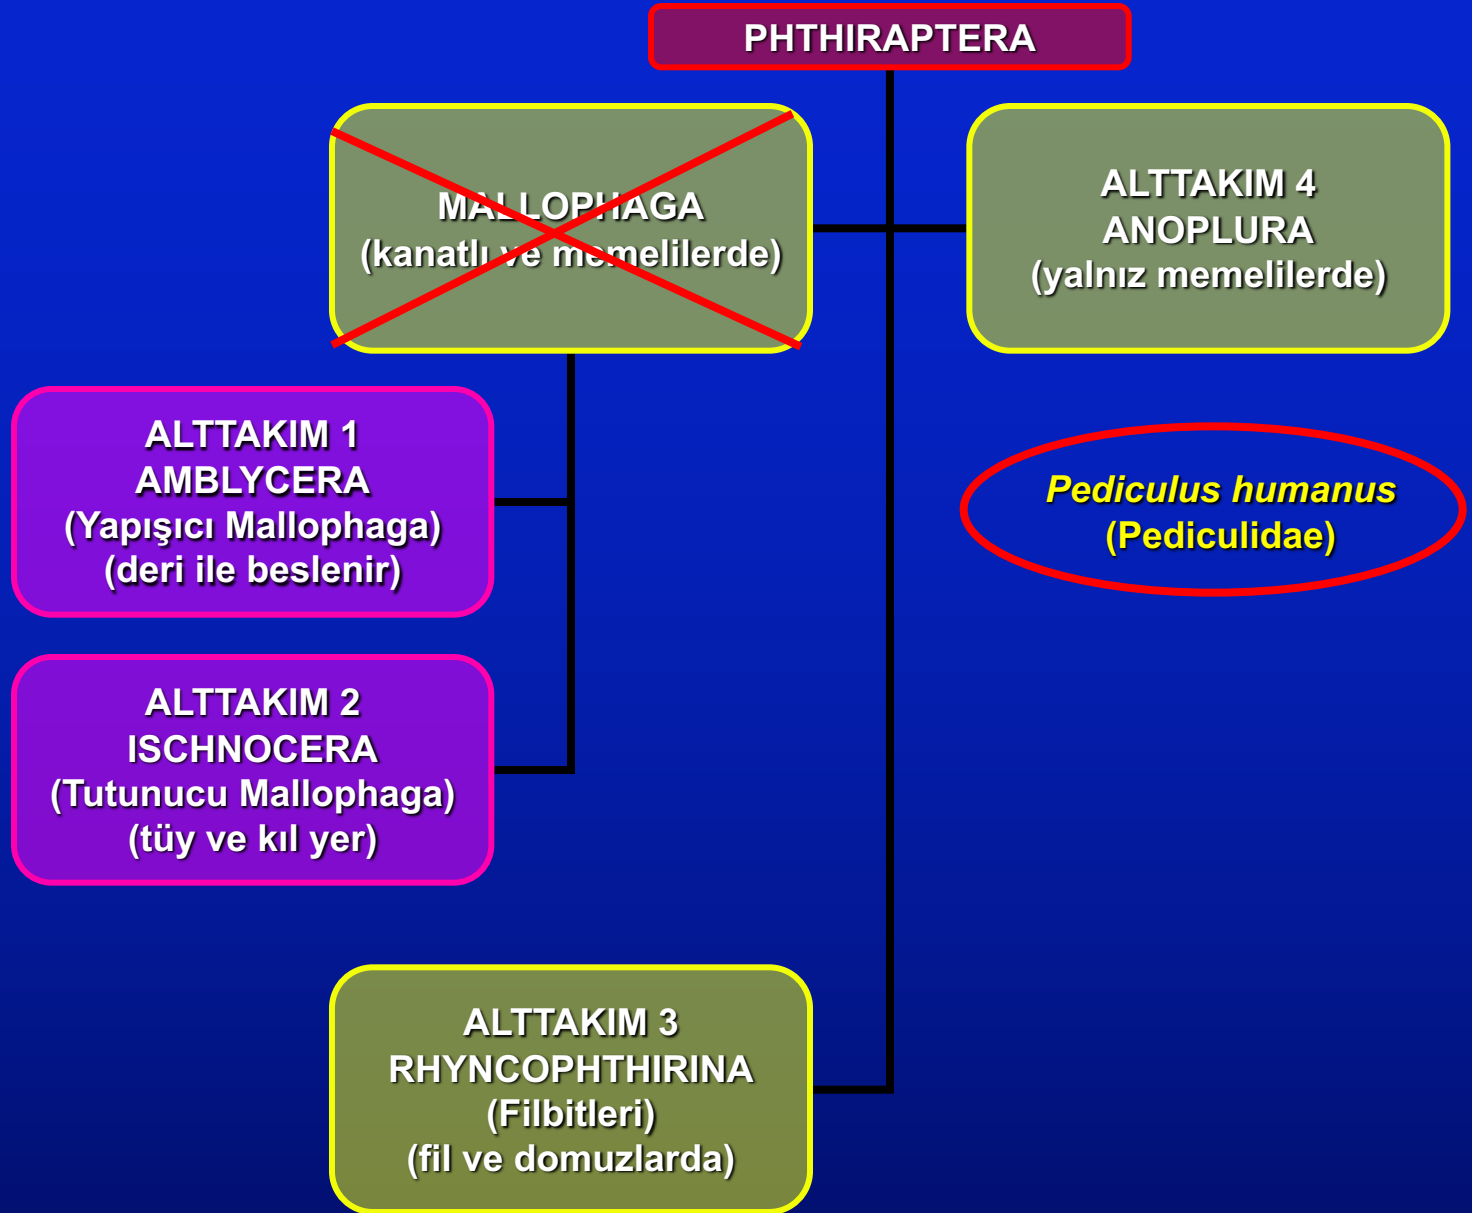 PHTHIRAPTERA
MALLOPHAGA
(kanatlı ve memelilerde)
ALTTAKIM 4
ANOPLURA
(yalnız memelilerde)
ALTTAKIM 1
AMBLYCERA
(Yapışıcı Mallophaga)
(deri ile beslenir)
Pediculus humanus
(Pediculidae)
ALTTAKIM 2
ISCHNOCERA
(Tutunucu Mallophaga)
(tüy ve kıl yer)
ALTTAKIM 3
RHYNCOPHTHIRINA
(Filbitleri)
(fil ve domuzlarda)